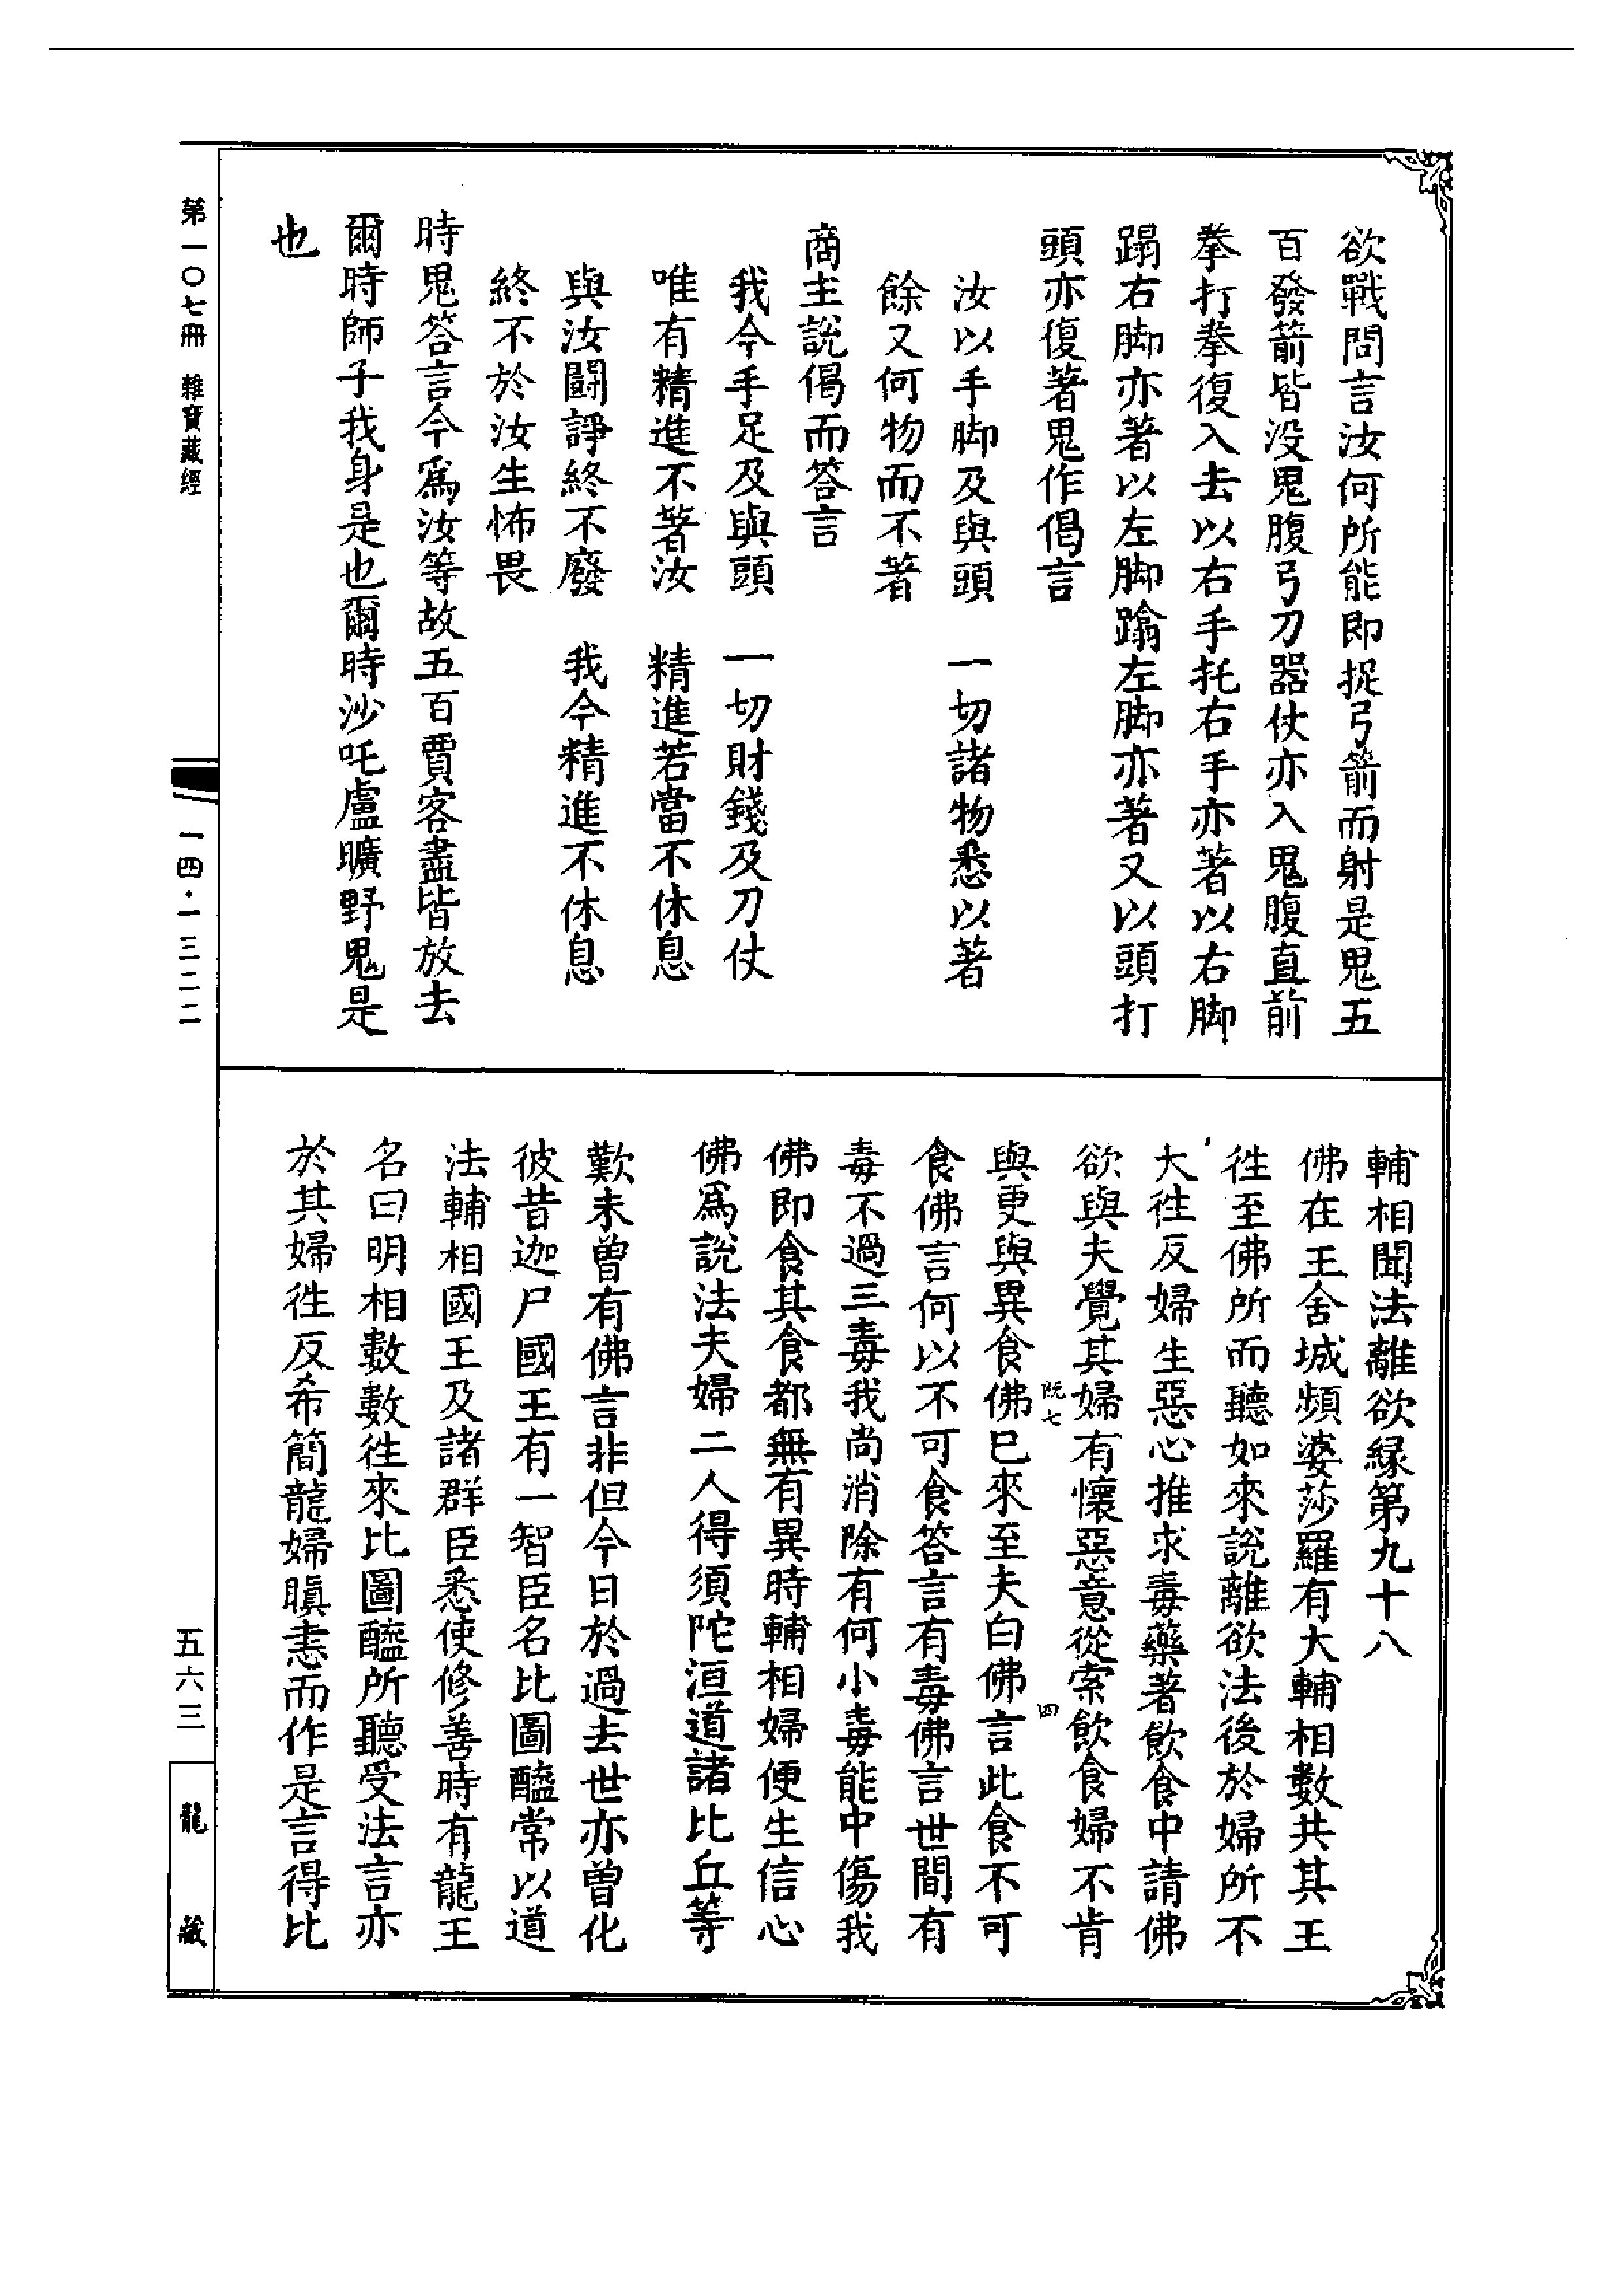 欲戰問言汝何所能即捉弓箭而射是鬼五
百發箭皆没鬼腹弓刀器仗亦入鬼腹直前
拳打拳復入去以右手托右手亦著以右脚
蹋右脚亦著以左脚蹹左脚亦著又以頭打
頭亦復著鬼作偈言
汝以手脚及與頭　一切諸物悉以著
餘又何物而不著
商主說偈而答言
我今手足及與頭　一切財錢及刀仗
唯有精進不著汝　精進若當不休息
與汝鬪諍終不廢　我今精進不休息
終不於汝生怖畏
時鬼答言今爲汝等故五百賈客盡皆放去
爾時師子我身是也爾時沙吒盧曠野鬼是
也
輔相聞法離欲縁第九十八
佛在王舍城頻婆莎羅有大輔相數共其王
徃至佛所而聽如來說離欲法後於婦所不
大徃反婦生惡心推求毒藥著飲食中請佛
欲與夫覺其婦有懷惡意從索飲食婦不肯
阮七　四
與更與異食佛已來至夫白佛言此食不可
食佛言何以不可食答言有毒佛言世間有
毒不過三毒我尚消除有何小毒能中傷我
佛即食其食都無有異時輔相婦便生信心
佛爲說法夫婦二人得須陀洹道諸比丘等
歎未曾有佛言非但今日於過去世亦曾化
彼昔迦尸國王有一智臣名比圖醯常以道
法輔相國王及諸群臣悉使修善時有龍王
名曰明相數數徃來比圖醯所聽受法言亦
於其婦徃反希簡龍婦瞋恚而作是言得比
第一〇七冊　雜寶藏經
一四·一三二二
五六三
龍藏